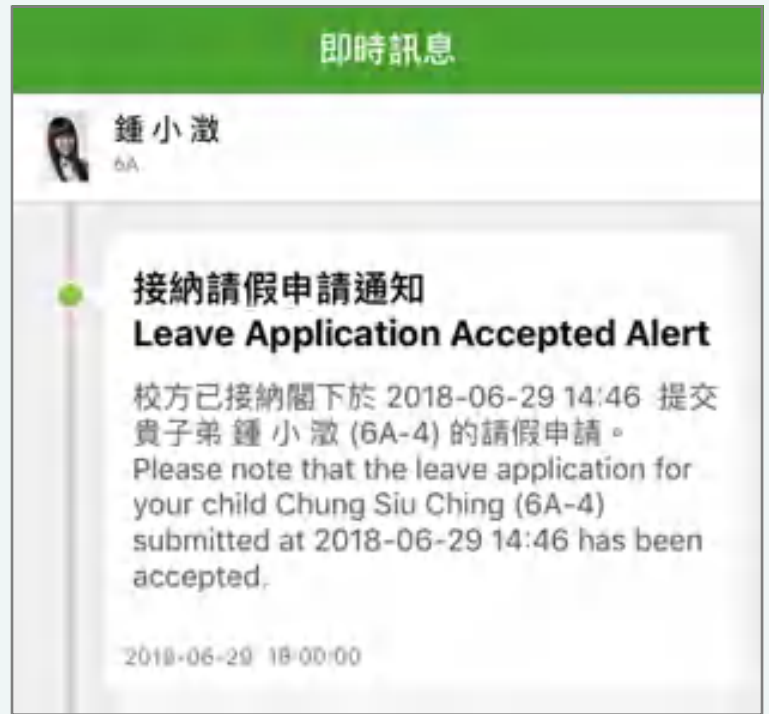 即時訊息
鍾 小 澂
6A
接納請假申請通知
Leave Application Accepted Alert
校方已接納閣下於 2018-06-29 14:46 提交
貴子弟 鍾 小 澂 (6A-4) 的請假申請。
Please note that the leave application for
your child Chung Siu Ching (6A-4)
submitted at 2018-06-29 14:46 has been
accepted.
2018-06-29 18:00:00